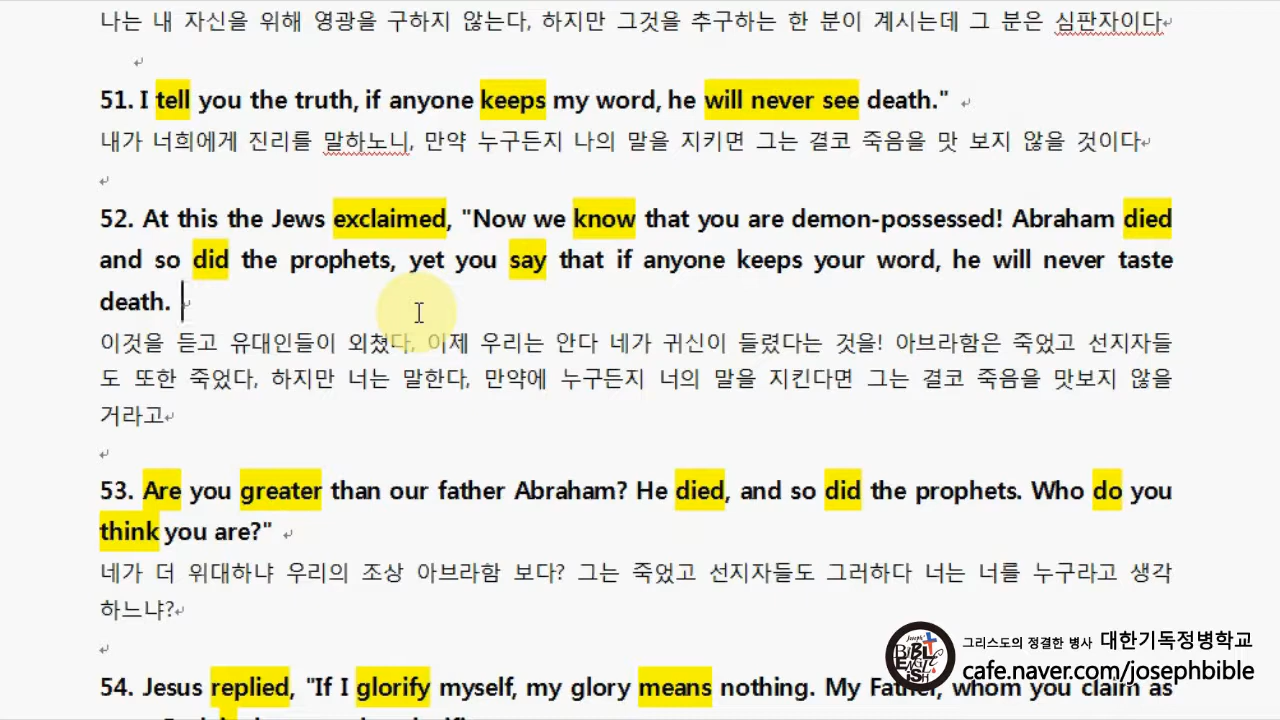 나는 내 자신을 위해 영광을 구하지 않는다, 하지만 그것을 추구하는 한 분이 계시는데 그 분은 심판자이다
51. I tell you the truth, if anyone keeps my word, he will never see death."
내가 너희에게 진리를 말하노니, 만약 누구든지 나의 말을 지키면 그는 결코 죽음을 맛 보지 않을 것이다
52. At this the Jews exclaimed, "Now we know that you are demon-possessed! Abraham died
and so did the prophets, yet you say that if anyone keeps your word, he will never taste
death.
이것을 듣고 유대인들이 외쳤다, 이제 우리는 안다 네가 귀신이 들렸다는 것을! 아브라함은 죽었고 선지자들
도 또한 죽었다, 하지만 너는 말한다, 만약에 누구든지 너의 말을 지킨다면 그는 결코 죽음을 맛보지 않을
거라고
53. Are you greater than our father Abraham? He died, and so did the prophets. Who do you
think you are?"
네가 더 위대하냐 우리의 조상 아브라함 보다? 그는 죽었고 선지자들도 그러하다 너는 너를 누구라고 생각
하느냐?
54. Jesus replied, "If I glorify myself, my glory means nothing. My Father, whom you claim as
Joseph's
BIBLE
ENGLISH
그리스도의 정결한 병사 대한기독정병학교
cafe.naver.com/josephbible